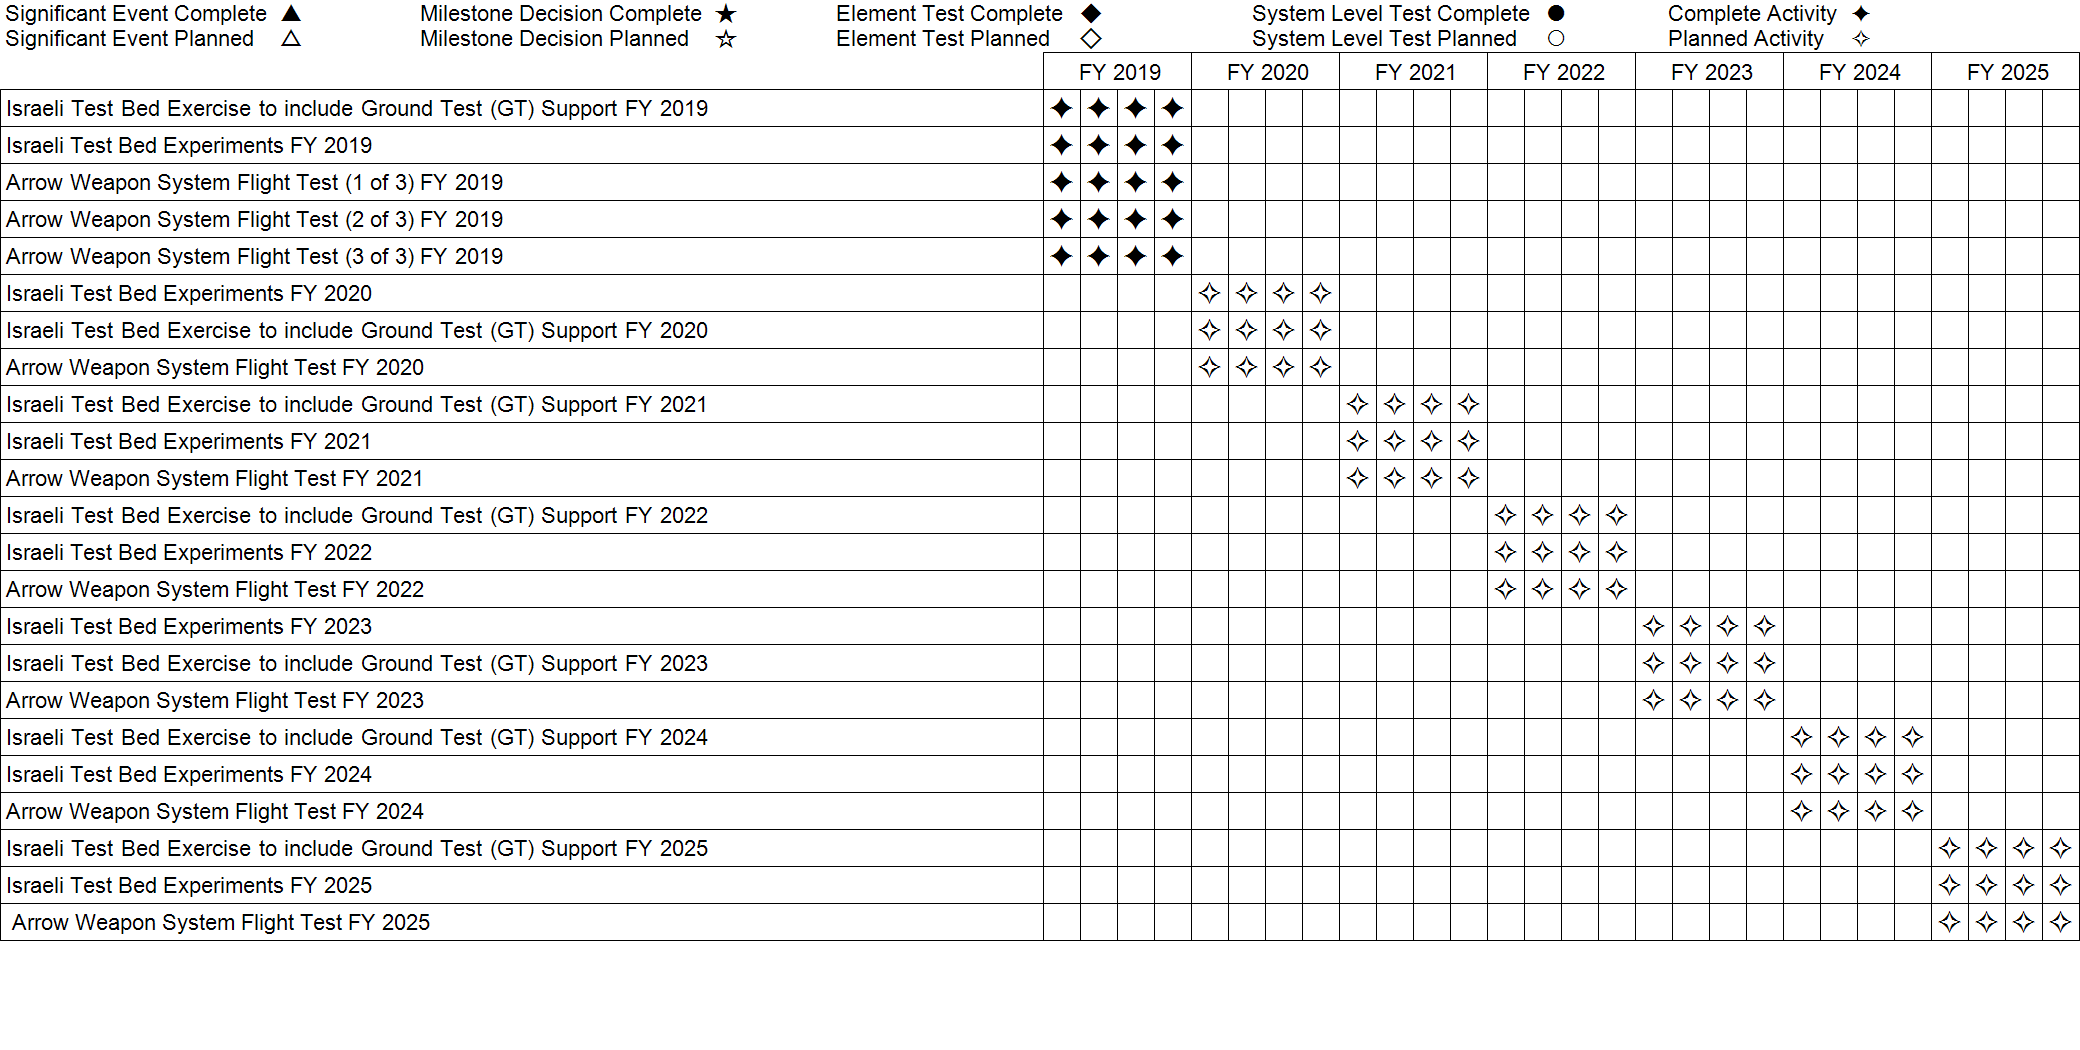 Significant Event Complete ▲ Milestone Decision Complete ★ Element Test Complete ◆ System Level Test Complete ● Complete Activity ✦
Significant Event Planned △ Milestone Decision Planned ☆ Element Test Planned ◇ System Level Test Planned ○ Planned Activity ✧
FY 2019 FY 2020 FY 2021 FY 2022 FY 2023 FY 2024 FY 2025
Israeli Test Bed Exercise to include Ground Test (GT) Support FY 2019 ✦ ✦ ✦ ✦
Israeli Test Bed Experiments FY 2019 ✦ ✦ ✦ ✦
Arrow Weapon System Flight Test (1 of 3) FY 2019 ✦ ✦ ✦ ✦
Arrow Weapon System Flight Test (2 of 3) FY 2019 ✦ ✦ ✦ ✦
Arrow Weapon System Flight Test (3 of 3) FY 2019 ✦ ✦ ✦ ✦
Israeli Test Bed Experiments FY 2020 ✧ ✧ ✧ ✧
Israeli Test Bed Exercise to include Ground Test (GT) Support FY 2020 ✧ ✧ ✧ ✧
Arrow Weapon System Flight Test FY 2020 ✧ ✧ ✧ ✧
Israeli Test Bed Exercise to include Ground Test (GT) Support FY 2021 ✧ ✧ ✧ ✧
Israeli Test Bed Experiments FY 2021 ✧ ✧ ✧ ✧
Arrow Weapon System Flight Test FY 2021 ✧ ✧ ✧ ✧
Israeli Test Bed Exercise to include Ground Test (GT) Support FY 2022 ✧ ✧ ✧ ✧
Israeli Test Bed Experiments FY 2022 ✧ ✧ ✧ ✧
Arrow Weapon System Flight Test FY 2022 ✧ ✧ ✧ ✧
Israeli Test Bed Experiments FY 2023 ✧ ✧ ✧ ✧
Israeli Test Bed Exercise to include Ground Test (GT) Support FY 2023 ✧ ✧ ✧ ✧
Arrow Weapon System Flight Test FY 2023 ✧ ✧ ✧ ✧
Israeli Test Bed Exercise to include Ground Test (GT) Support FY 2024 ✧ ✧ ✧ ✧
Israeli Test Bed Experiments FY 2024 ✧ ✧ ✧ ✧
Arrow Weapon System Flight Test FY 2024 ✧ ✧ ✧ ✧
Israeli Test Bed Exercise to include Ground Test (GT) Support FY 2025 ✧ ✧ ✧ ✧
Israeli Test Bed Experiments FY 2025 ✧ ✧ ✧ ✧
Arrow Weapon System Flight Test FY 2025 ✧ ✧ ✧ ✧